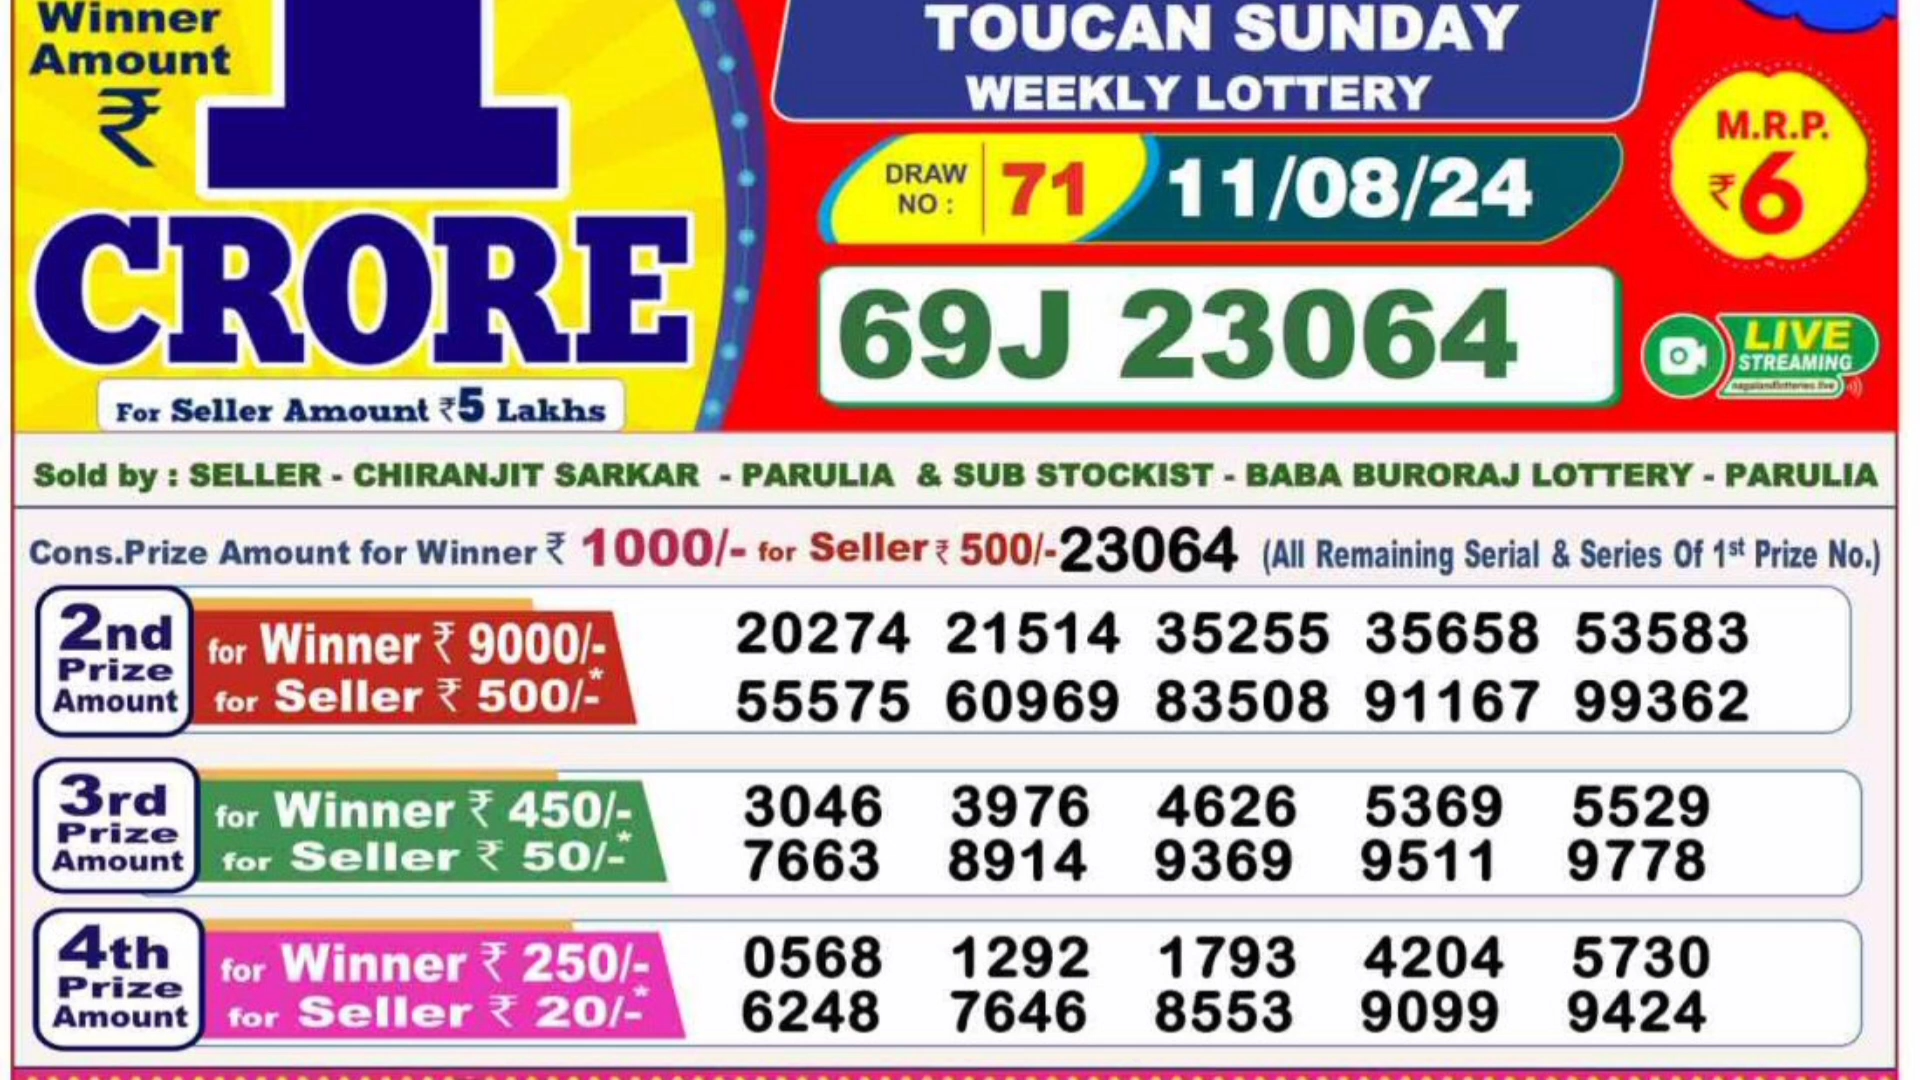 Winner
Amount
₹
1
CRORE
For Seller Amount ₹5 Lakhs
TOUCAN SUNDAY
WEEKLY LOTTERY
DRAW
NO :
71
11/08/24
M.R.P.
₹6
69J 23064
LIVE
STREAMING
nagalandlotteries.live
Sold by : SELLER - CHIRANJIT SARKAR - PARULIA & SUB STOCKIST - BABA BURORAJ LOTTERY - PARULIA
Cons.Prize Amount for Winner ₹ 1000/- for Seller ₹ 500/- 23064 (All Remaining Serial & Series Of 1st Prize No.)
2nd
Prize
Amount
for Winner ₹ 9000/-
for Seller ₹ 500/-*
20274 21514 35255 35658 53583
55575 60969 83508 91167 99362
3rd
Prize
Amount
for Winner ₹ 450/-
for Seller ₹ 50/-*
3046 3976 4626 5369 5529
7663 8914 9369 9511 9778
4th
Prize
Amount
for Winner ₹ 250/-
for Seller ₹ 20/-*
0568 1292 1793 4204 5730
6248 7646 8553 9099 9424